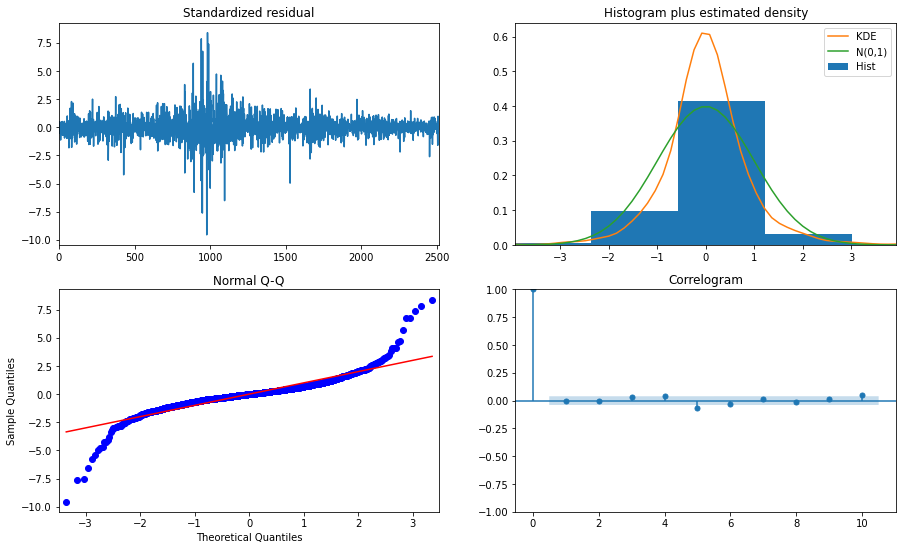 Standardized residual
7.5
5.0
2.5
0.0
−2.5
−5.0
−7.5
−10.0
0 500 1000 1500 2000 2500
Histogram plus estimated density
KDE
N(0,1)
Hist
0.6
0.5
0.4
0.3
0.2
0.1
0.0
−3 −2 −1 0 1 2 3
Normal Q-Q
Sample Quantiles
7.5
5.0
2.5
0.0
−2.5
−5.0
−7.5
−10.0
−3 −2 −1 0 1 2 3
Theoretical Quantiles
Correlogram
1.00
0.75
0.50
0.25
0.00
−0.25
−0.50
−0.75
−1.00
0 2 4 6 8 10